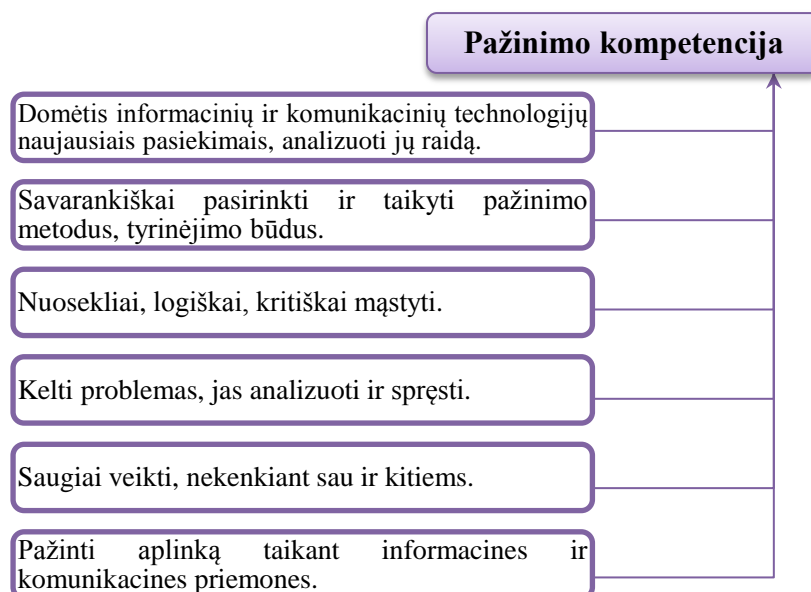 Pažinimo kompetencija
Domėtis informacinių ir komunikacinių technologijų
naujausiais pasiekimais, analizuoti jų raidą.
Savarankiškai pasirinkti ir taikyti pažinimo
metodus, tyrinėjimo būdus.
Nuosekliai, logiškai, kritiškai mąstyti.
Kelti problemas, jas analizuoti ir spręsti.
Saugiai veikti, nekenkiant sau ir kitiems.
Pažinti aplinką taikant informacines ir
komunikacines priemones.